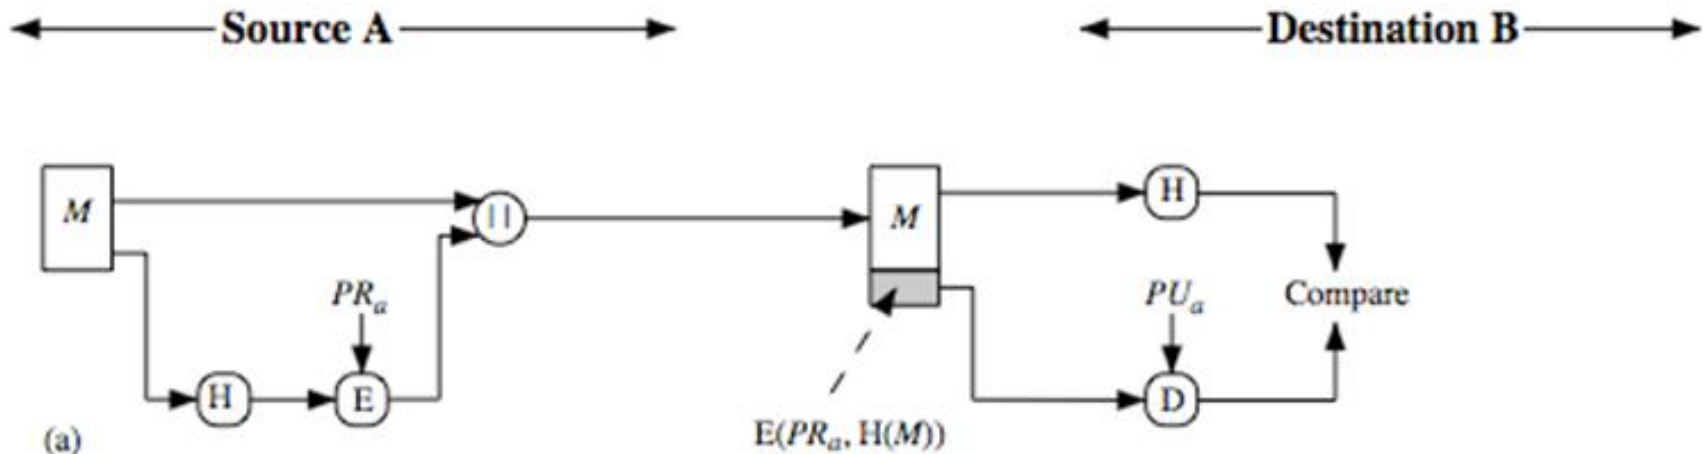 Source A
Destination B
M
||
M
H
PRₐ
PUₐ
Compare
H
E
D
E(PRₐ, H(M))
(a)